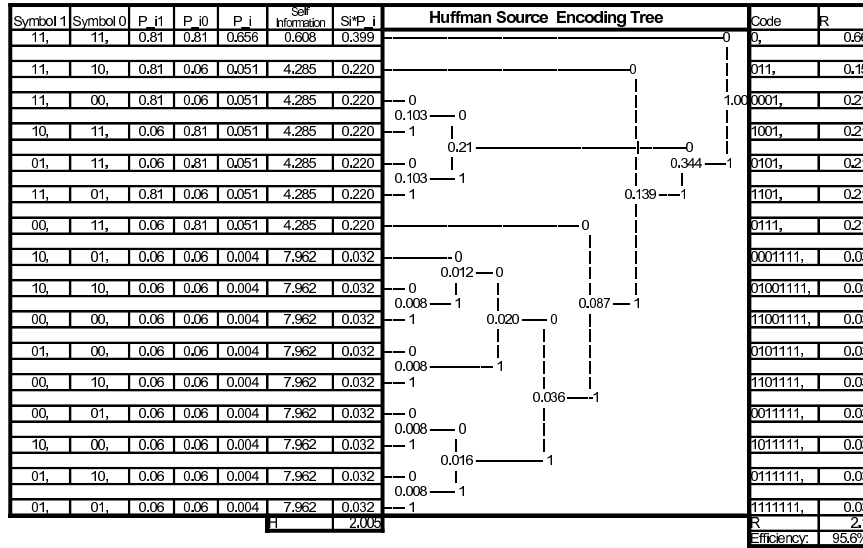 Symbol 1 Symbol 0 P_i1 P_i0 P_i Self Information Si*P_i Huffman Source Encoding Tree Code R
11, 11, 0.81 0.81 0.656 0.608 0.399 0 0,
11, 10, 0.81 0.06 0.051 4.285 0.220 0 011,
11, 00, 0.81 0.06 0.051 4.285 0.220 0 1.00 0001,
0.103 0
10, 11, 0.06 0.81 0.051 4.285 0.220 1 1001,
0.21 0
01, 11, 0.06 0.81 0.051 4.285 0.220 0 0.344 1 0101,
0.103 1
11, 01, 0.81 0.06 0.051 4.285 0.220 1 0.139 1 1101,
00, 11, 0.06 0.81 0.051 4.285 0.220 0 0111,
10, 01, 0.06 0.06 0.004 7.962 0.032 0 0001111,
0.012 0
10, 10, 0.06 0.06 0.004 7.962 0.032 0 01001111,
0.008 1 0.087 1
00, 00, 0.06 0.06 0.004 7.962 0.032 1 0.020 0 11001111,
01, 00, 0.06 0.06 0.004 7.962 0.032 0 0101111,
0.008 1
00, 10, 0.06 0.06 0.004 7.962 0.032 1 1101111,
0.036 1
00, 01, 0.06 0.06 0.004 7.962 0.032 0 0011111,
0.008 0
10, 00, 0.06 0.06 0.004 7.962 0.032 1 1011111,
0.016 1
01, 10, 0.06 0.06 0.004 7.962 0.032 0 0111111,
0.008 1
01, 01, 0.06 0.06 0.004 7.962 0.032 1 1111111,
H 2.005 R
Efficiency: 95.6%